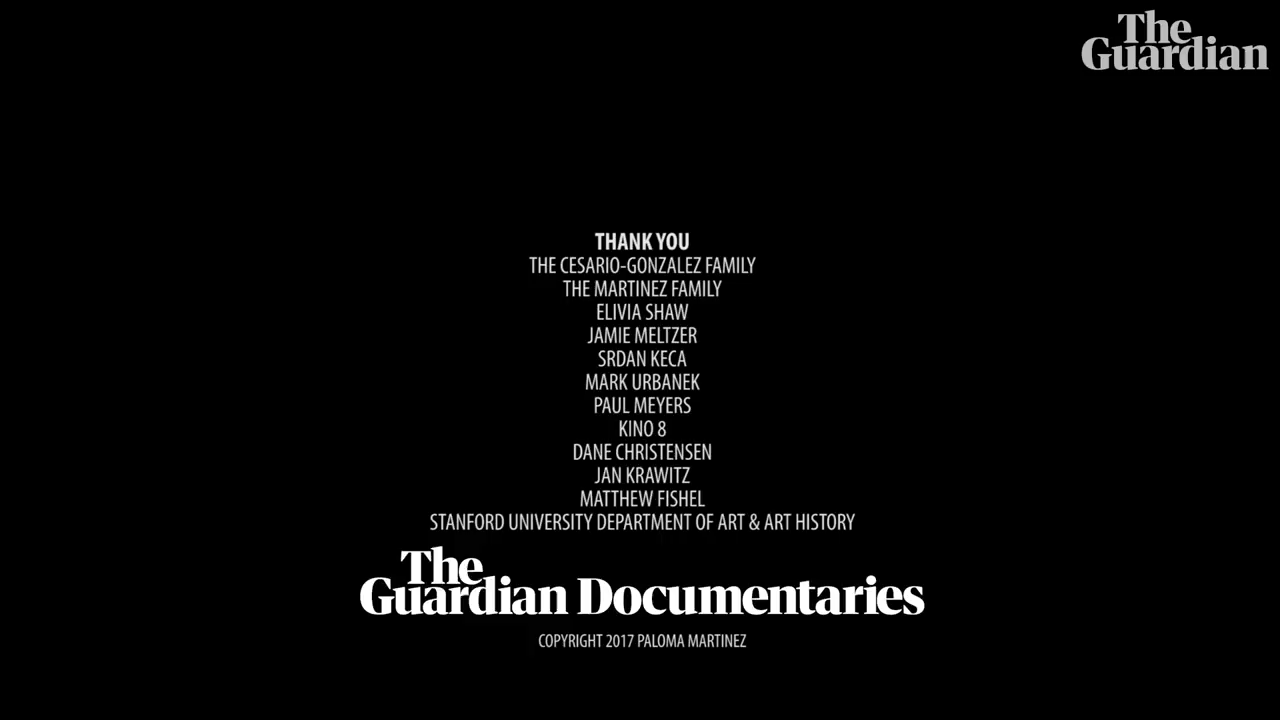 The
Guardian
THANK YOU
THE CESARIO-GONZALEZ FAMILY
THE MARTINEZ FAMILY
ELIVIA SHAW
JAMIE MELTZER
SRDAN KECA
MARK URBANEK
PAUL MEYERS
KINO 8
DANE CHRISTENSEN
JAN KRAWITZ
MATTHEW FISHEL
STANFORD UNIVERSITY DEPARTMENT OF ART & ART HISTORY
The
Guardian Documentaries
COPYRIGHT 2017 PALOMA MARTINEZ